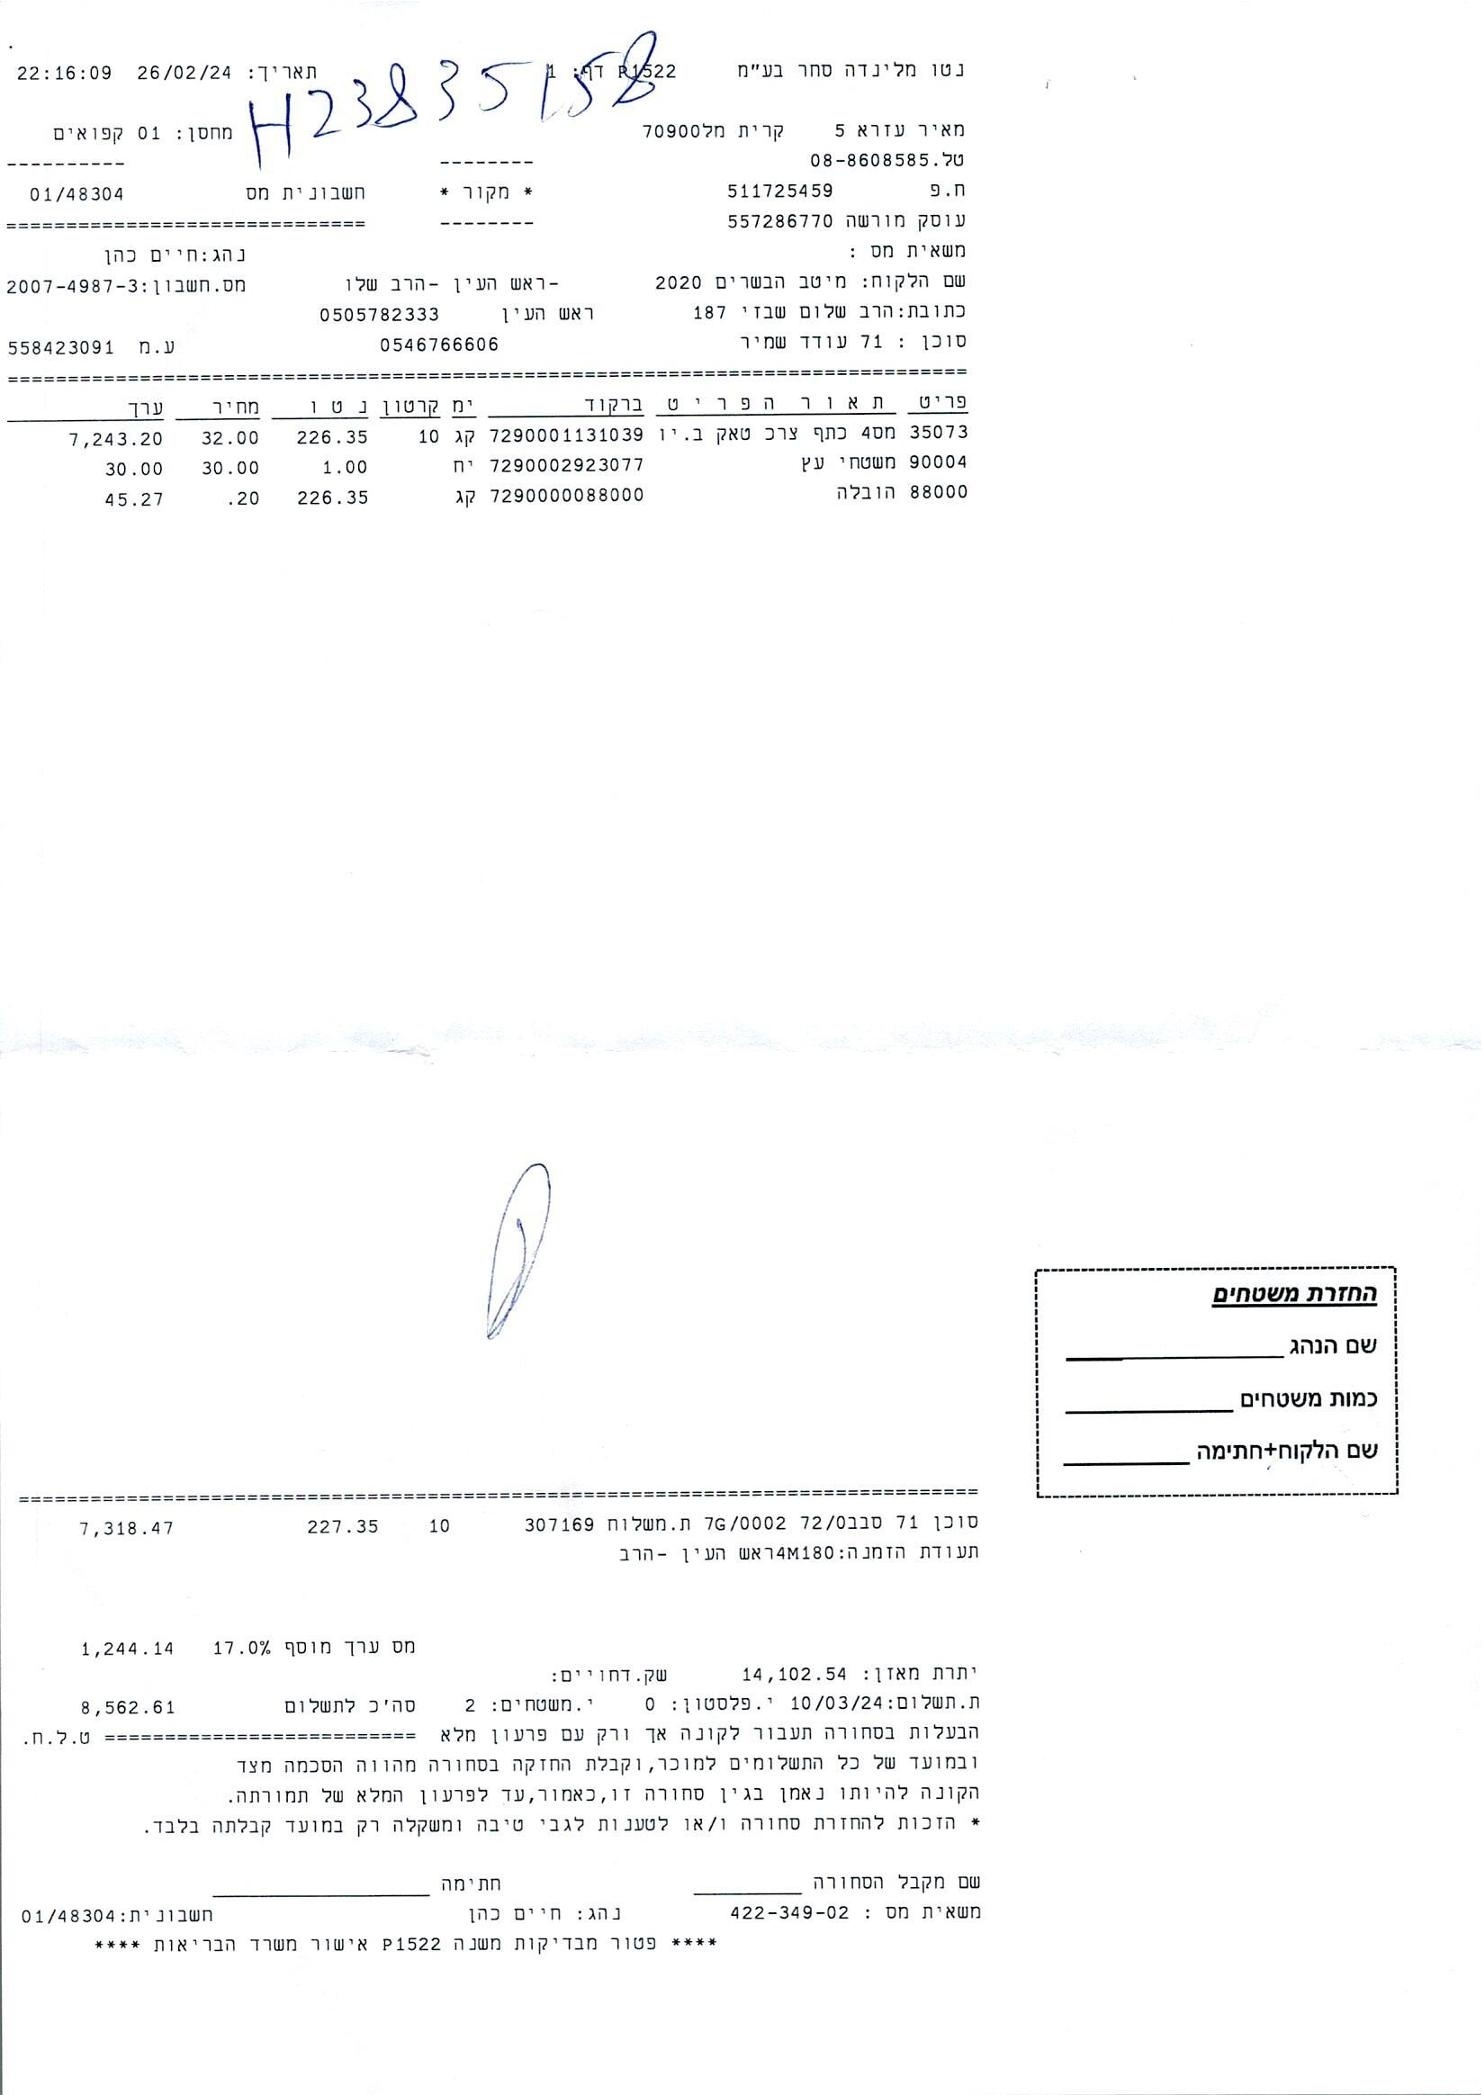 נטו מלינדה סחר בע"מ P1522 דף: 1 תאריך: 26/02/24 22:16:09
H23835158
מאיר עזרא 5 קרית מל70900 מחסן: 01 קפואים
טל.08-8608585 -------- ----------
ח.פ 511725459 * מקור * חשבונית מס 01/48304
עוסק מורשה 557286770 -------- ==============================
משאית מס : נהג:חיים כהן
שם הלקוח: מיטב הבשרים 2020 -ראש העין -הרב שלו מס.חשבון:2007-4987-3
כתובת:הרב שלום שבזי 187 ראש העין 0505782333
סוכן : 71 עודד שמיר 0546766606 ע.מ 558423091
================================================================================
פריט תאור הפריט ברקוד ימ קרטון נטו מחיר ערך
35073 מס4 כתף צרכ טאק ב.יו 7290001131039 קג 10 226.35 32.00 7,243.20
90004 משטחי עץ 7290002923077 יח 1.00 30.00 30.00
88000 הובלה 7290000088000 קג 226.35 .20 45.27
החזרת משטחים
שם הנהג ________
כמות משטחים ________
שם הלקוח+חתימה ________
================================================================================
סוכן 71 סבב72/0 7G/0002 ת.משלוח 307169 10 227.35 7,318.47
תעודת הזמנה:4M180ראש העין -הרב
מס ערך מוסף 17.0% 1,244.14
יתרת מאזן: 14,102.54 שק.דחויים:
ת.תשלום:10/03/24 י.פלסטון: 0 י.משטחים: 2 סה'כ לתשלום 8,562.61
הבעלות בסחורה תעבור לקונה אך ורק עם פרעון מלא ========================== ט.ל.ח.
ובמועד של כל התשלומים למוכר,וקבלת החזקה בסחורה מהווה הסכמה מצד
הקונה להיותו נאמן בגין סחורה זו,כאמור,עד לפרעון המלא של תמורתה.
* הזכות להחזרת סחורה ו/או לטענות לגבי טיבה ומשקלה רק במועד קבלתה בלבד.
שם מקבל הסחורה ________ חתימה ________
משאית מס : 422-349-02 נהג: חיים כהן חשבונית:01/48304
**** פטור מבדיקות משנה P1522 אישור משרד הבריאות ****